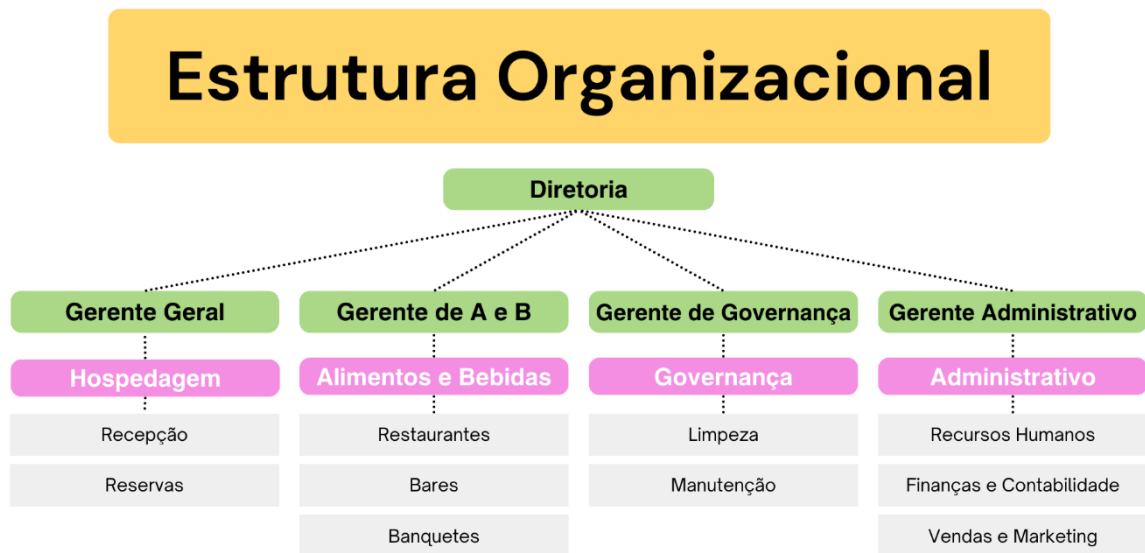 Estrutura Organizacional
Diretoria
Gerente Geral
Gerente de A e B
Gerente de Governança
Gerente Administrativo
Hospedagem
Alimentos e Bebidas
Governança
Administrativo
Recepção
Restaurantes
Limpeza
Recursos Humanos
Reservas
Bares
Manutenção
Finanças e Contabilidade
Banquetes
Vendas e Marketing